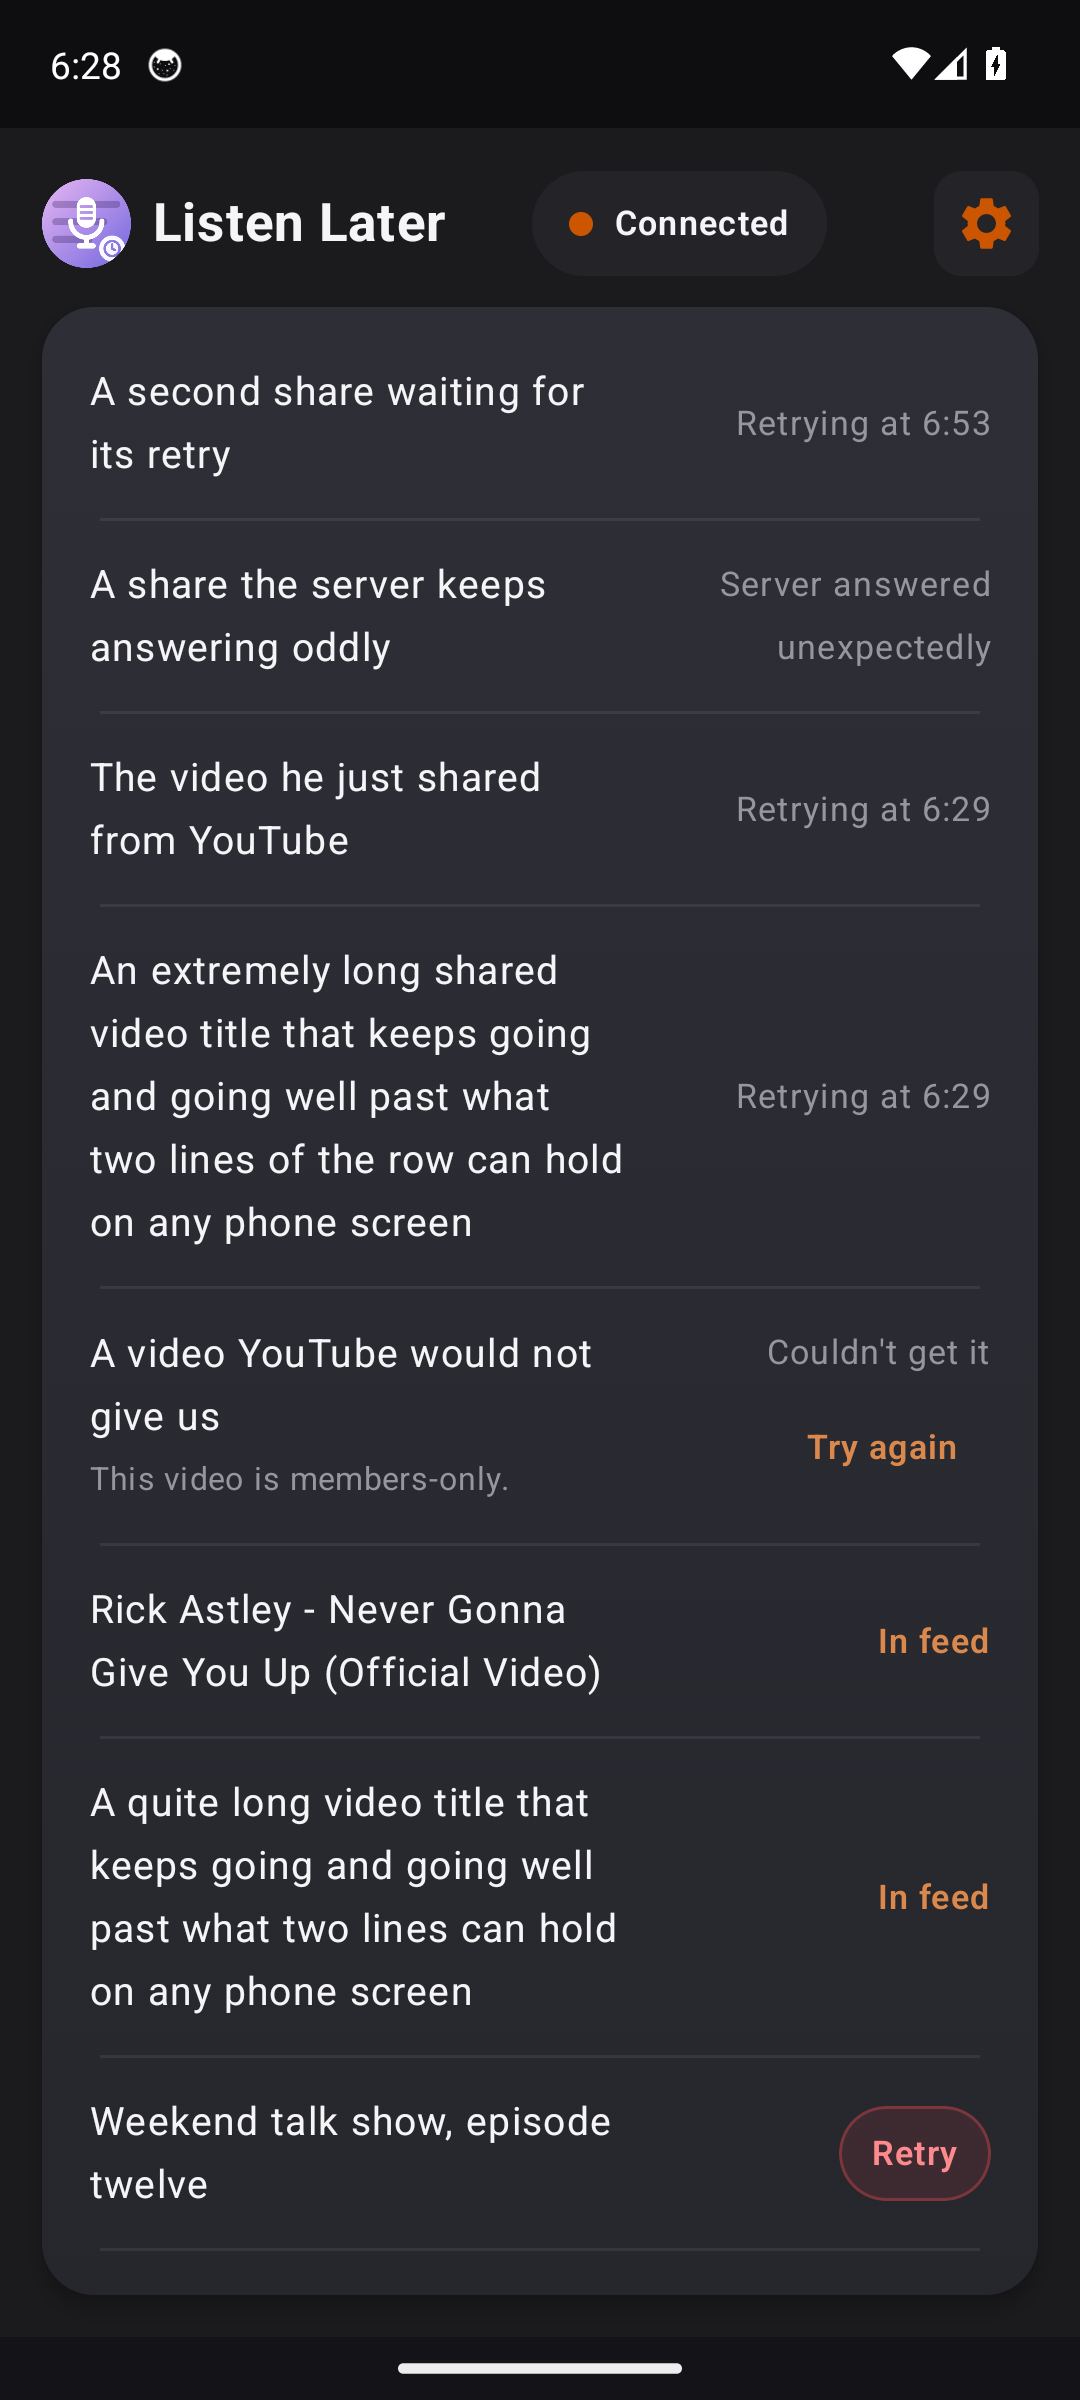 6:28
Listen Later
Connected
A second share waiting for
its retry
Retrying at 6:53
A share the server keeps
answering oddly
Server answered
unexpectedly
The video he just shared
from YouTube
Retrying at 6:29
An extremely long shared
video title that keeps going
and going well past what
two lines of the row can hold
on any phone screen
Retrying at 6:29
A video YouTube would not
give us
This video is members-only.
Couldn't get it
Try again
Rick Astley - Never Gonna
Give You Up (Official Video)
In feed
A quite long video title that
keeps going and going well
past what two lines can hold
on any phone screen
In feed
Weekend talk show, episode
twelve
Retry